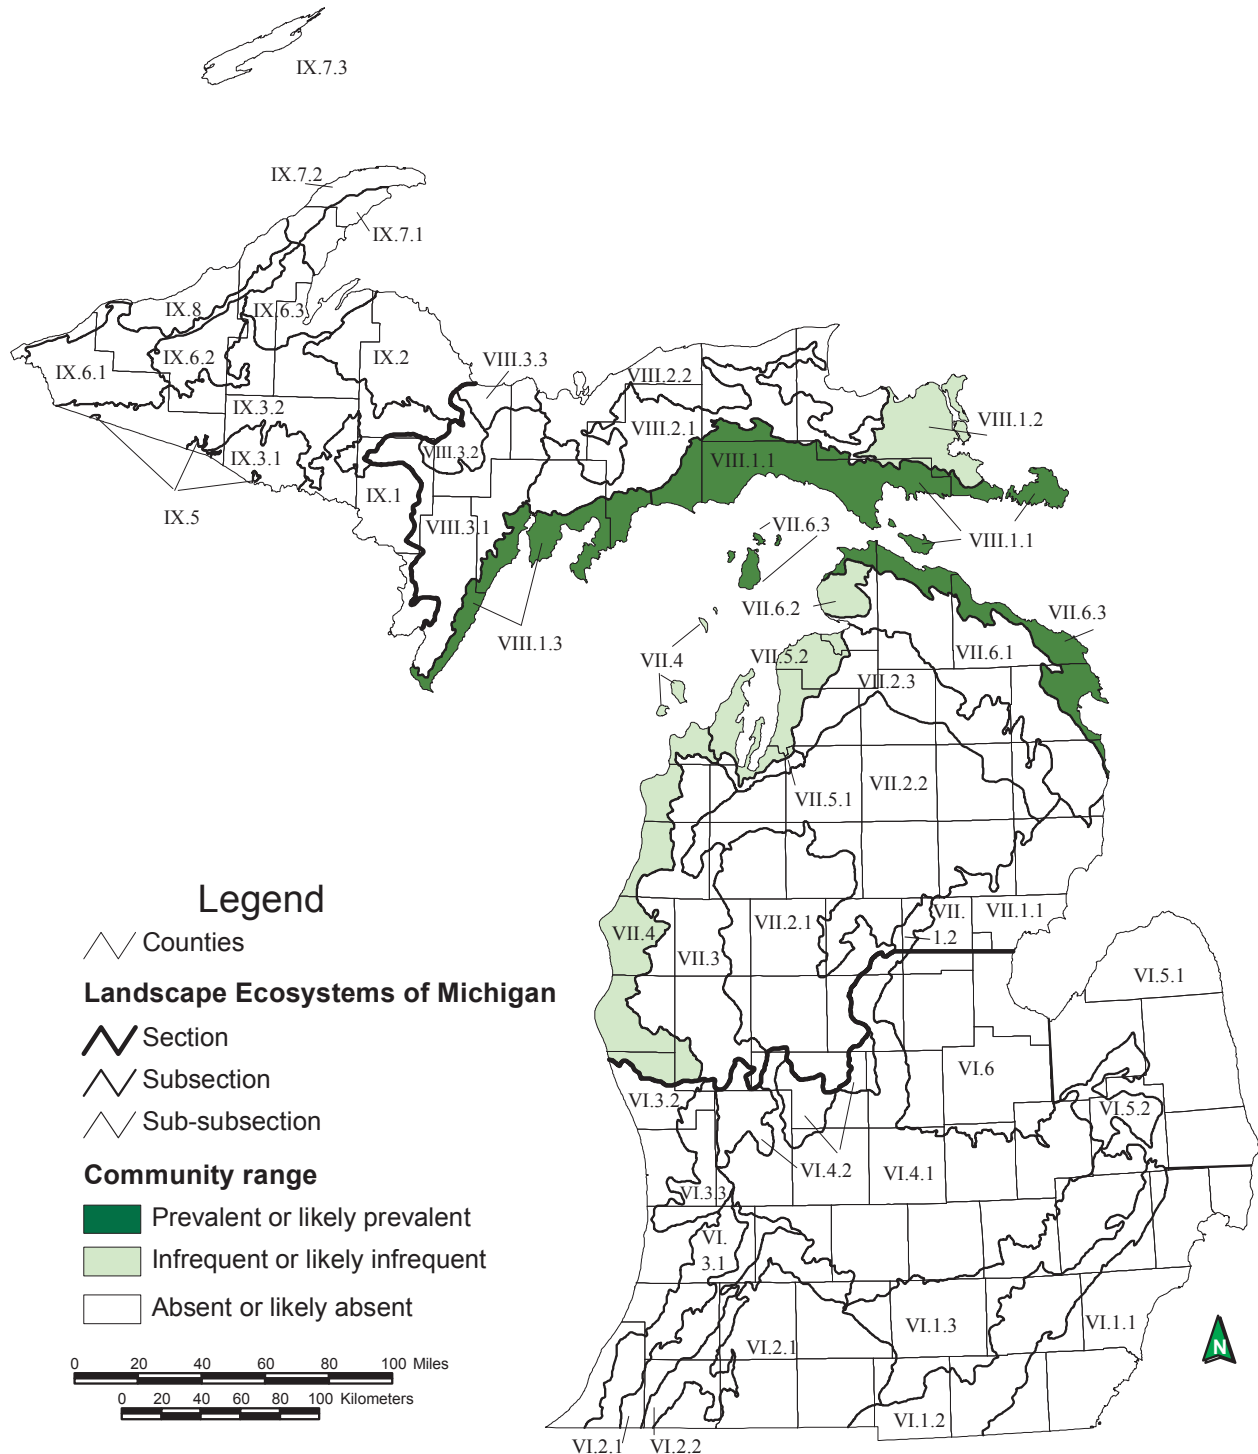 IX.7.3
IX.7.2
IX.7.1
IX.8
IX.6.3
IX.6.2
IX.6.1
IX.2
VIII.3.3
VIII.2.2
IX.3.2
VIII.2.1
VIII.1.2
IX.3.1
VIII.3.2
VIII.1.1
IX.5
IX.1
VIII.3.1
VII.6.3
VIII.1.1
VII.6.2
VII.6.3
VIII.1.3
VII.4
VII.5.2
VII.6.1
VII.2.3
VII.5.1
VII.2.2
VII.4
VII.3
VII.2.1
VII.
1.2
VII.1.1
VI.5.1
Legend
Counties
Landscape Ecosystems of Michigan
Section
Subsection
Sub-subsection
Community range
Prevalent or likely prevalent
Infrequent or likely infrequent
Absent or likely absent
VI.6
VI.3.2
VI.5.2
VI.4.2
VI.4.1
VI.3.3
VI.
3.1
VI.1.3
VI.1.1
VI.2.1
VI.1.2
VI.2.1
VI.2.2
0 20 40 60 80 100 Miles
0 20 40 60 80 100 Kilometers
N